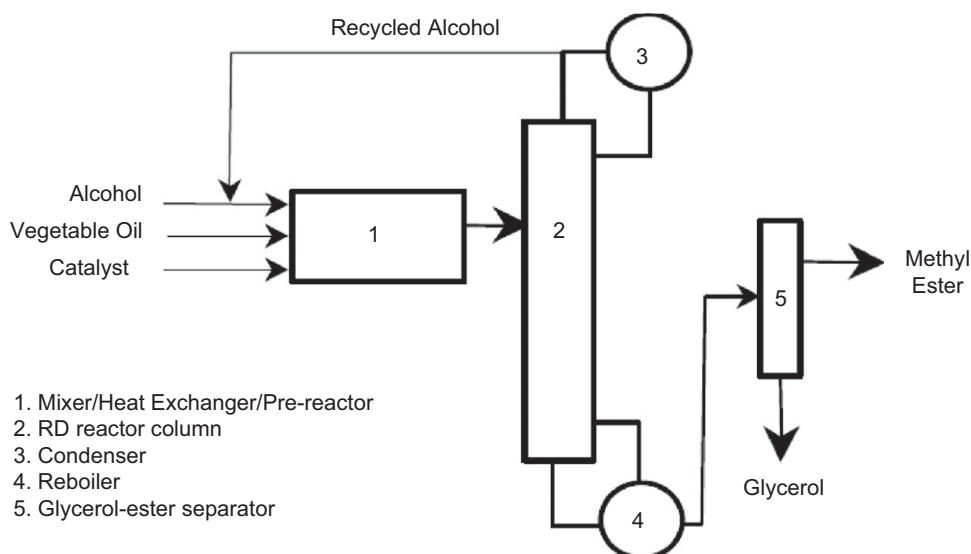 Recycled Alcohol
3
Alcohol
Vegetable Oil
Catalyst
1
2
5
Methyl
Ester
1. Mixer/Heat Exchanger/Pre-reactor
2. RD reactor column
3. Condenser
4. Reboiler
5. Glycerol-ester separator
4
Glycerol